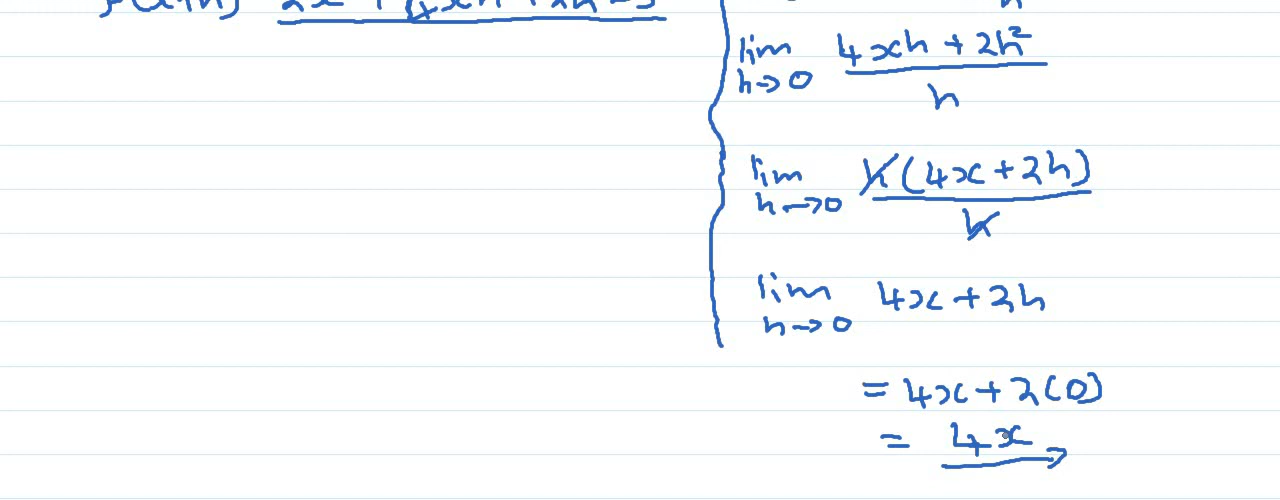 lim 4xh + 2h²
h→0 h
lim h(4x + 2h)
h→0 h
lim 4x + 2h
h→0
= 4x + 2(0)
= 4x